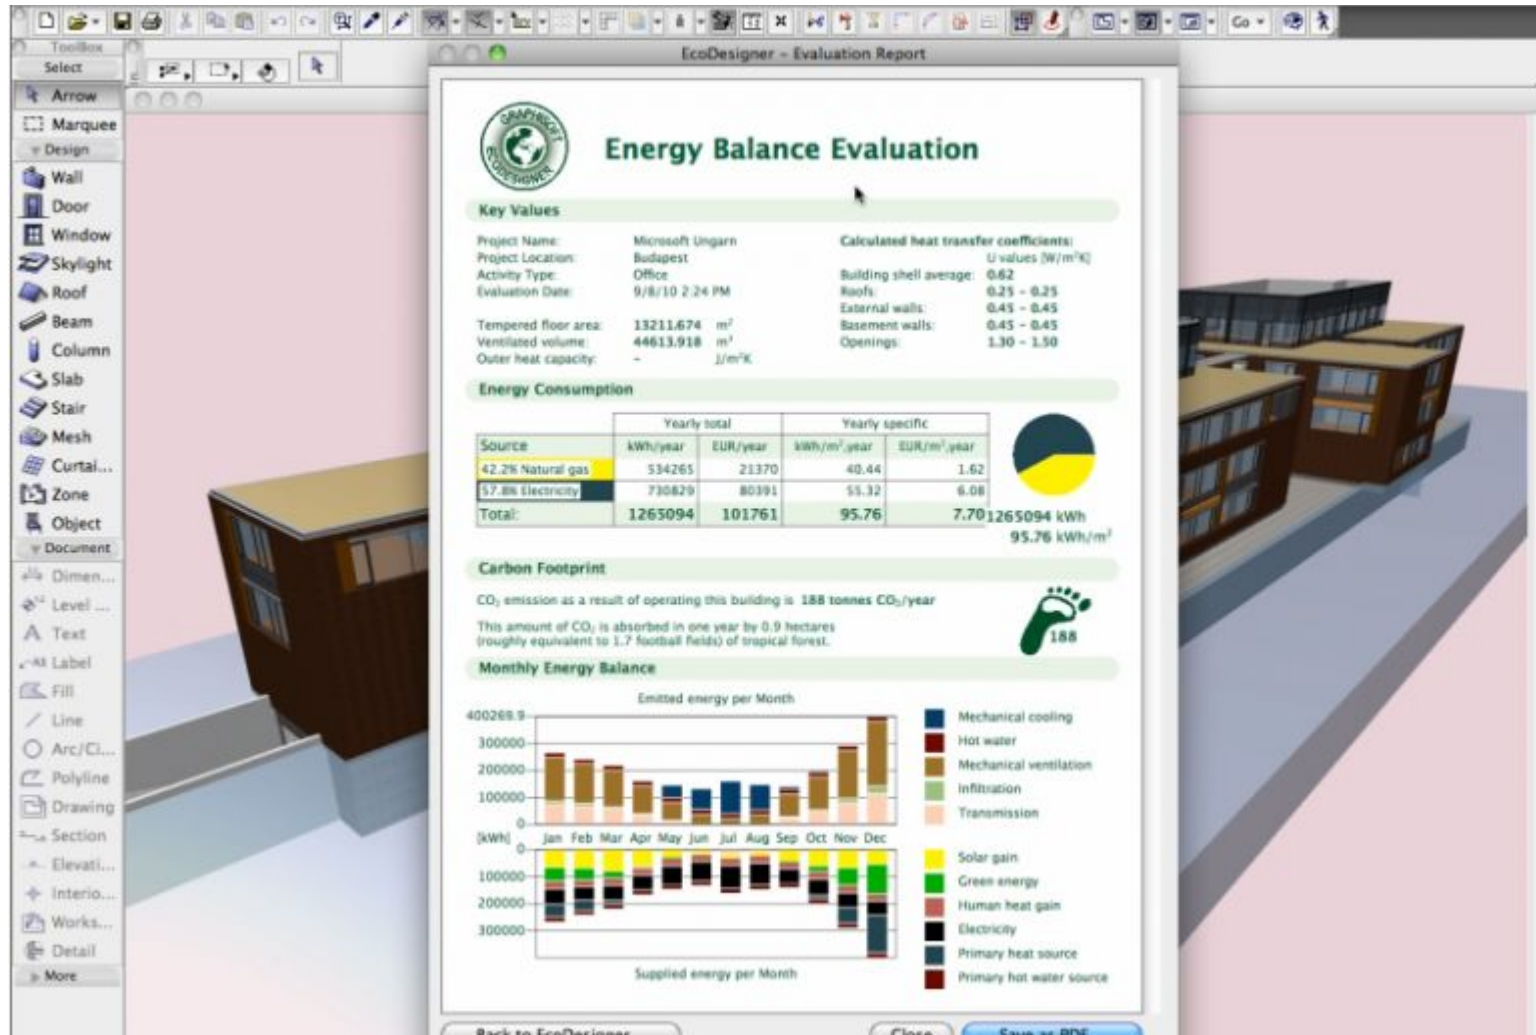 Go
ToolBox
Select
Arrow
Marquee
Design
Wall
Door
Window
Skylight
Roof
Beam
Column
Slab
Stair
Mesh
Curtai...
Zone
Object
Document
Dimen...
Level ...
Text
Label
Fill
Line
Arc/Ci...
Polyline
Drawing
Section
Elevati...
Interio...
Works...
Detail
More
EcoDesigner - Evaluation Report
GRAPHISOFT
ECODESIGNER
Energy Balance Evaluation
Key Values
Project Name: Microsoft Ungarn
Project Location: Budapest
Activity Type: Office
Evaluation Date: 9/8/10 2:24 PM
Tempered floor area: 13211.674 m²
Ventilated volume: 44613.918 m³
Outer heat capacity: - J/m²K
Calculated heat transfer coefficients:
U values [W/m²K]
Building shell average: 0.62
Roofs: 0.25 - 0.25
External walls: 0.45 - 0.45
Basement walls: 0.45 - 0.45
Openings: 1.30 - 1.50
Energy Consumption
Yearly total Yearly specific
Source kWh/year EUR/year kWh/m².year EUR/m².year
42.2% Natural gas 534265 21370 40.44 1.62
57.8% Electricity 730829 80391 55.32 6.08
Total: 1265094 101761 95.76 7.70
1265094 kWh
95.76 kWh/m²
Carbon Footprint
CO₂ emission as a result of operating this building is 188 tonnes CO₂/year
This amount of CO₂ is absorbed in one year by 0.9 hectares
(roughly equivalent to 1.7 football fields) of tropical forest.
188
Monthly Energy Balance
Emitted energy per Month
400269.9
300000
200000
100000
0
[kWh] Jan Feb Mar Apr May Jun Jul Aug Sep Oct Nov Dec
0
100000
200000
300000
Supplied energy per Month
Mechanical cooling
Hot water
Mechanical ventilation
Infiltration
Transmission
Solar gain
Green energy
Human heat gain
Electricity
Primary heat source
Primary hot water source
Back to EcoDesigner
Close
Save as PDF